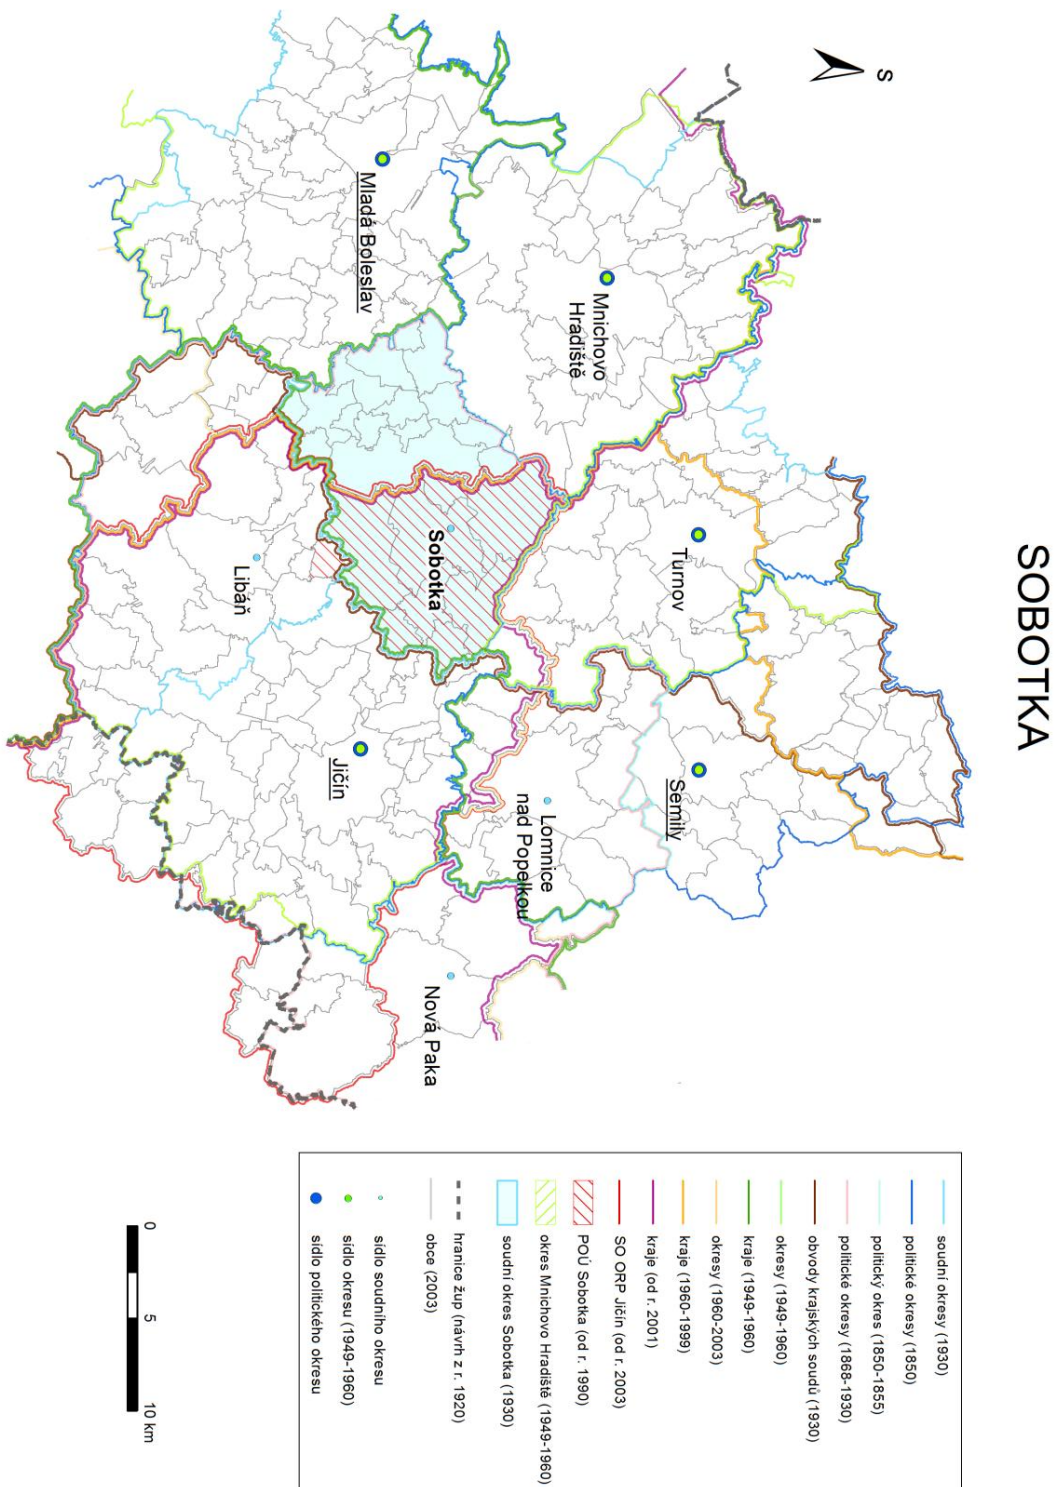 SOBOTKA
S
Mladá Boleslav
Mnichovo
Hradiště
Turnov
Semily
Sobotka
Libáň
Jičín
Lomnice
nad Popelkou
Nová Paka
soudní okresy (1930)
politické okresy (1850)
politický okres (1850-1855)
politické okresy (1868-1930)
obvody krajských soudů (1930)
okresy (1949-1960)
kraje (1949-1960)
okresy (1960-2003)
kraje (1960-1999)
kraje (od r. 2001)
SO ORP Jičín (od r. 2003)
POÚ Sobotka (od r. 1990)
okres Mnichovo Hradiště (1949-1960)
soudní okres Sobotka (1930)
hranice žup (návrh z r. 1920)
obce (2003)
sídlo soudního okresu
sídlo okresu (1949-1960)
sídlo politického okresu
0
5
10 km